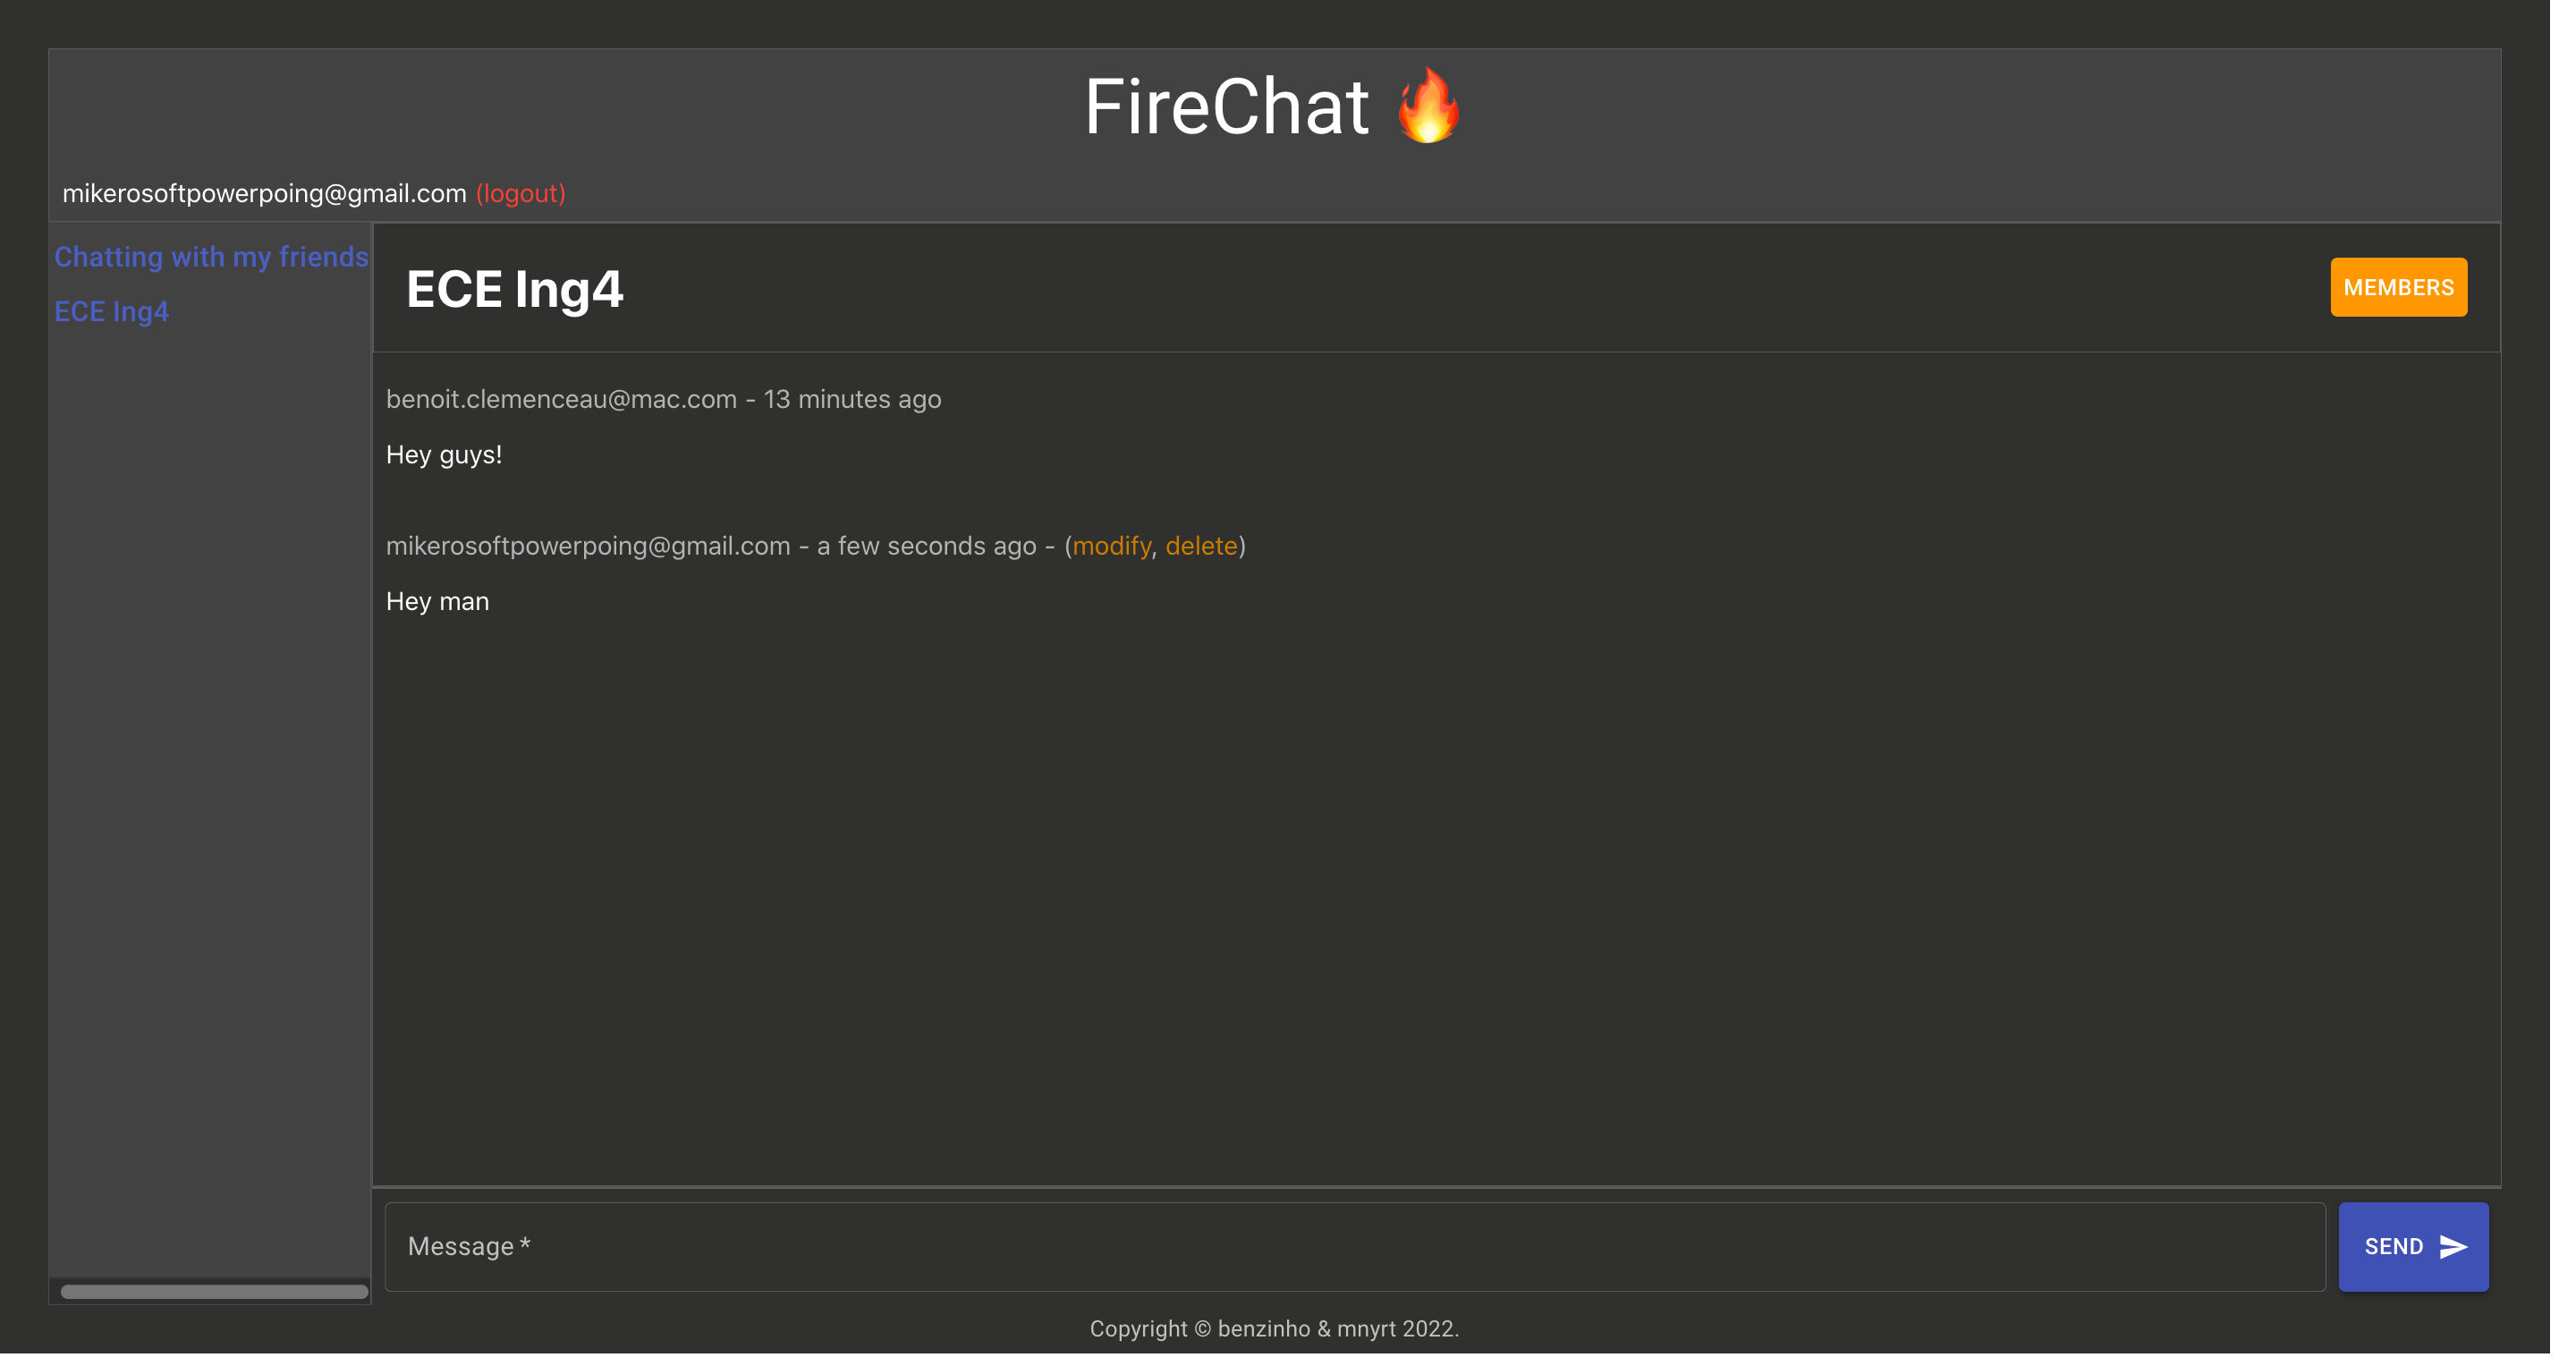 FireChat 🔥
mikerosoftpowerpoing@gmail.com (logout)
Chatting with my friends
ECE Ing4
ECE Ing4
MEMBERS
benoit.clemenceau@mac.com - 13 minutes ago
Hey guys!
mikerosoftpowerpoing@gmail.com - a few seconds ago - (modify, delete)
Hey man
Message *
SEND
Copyright © benzinho & mnyrt 2022.